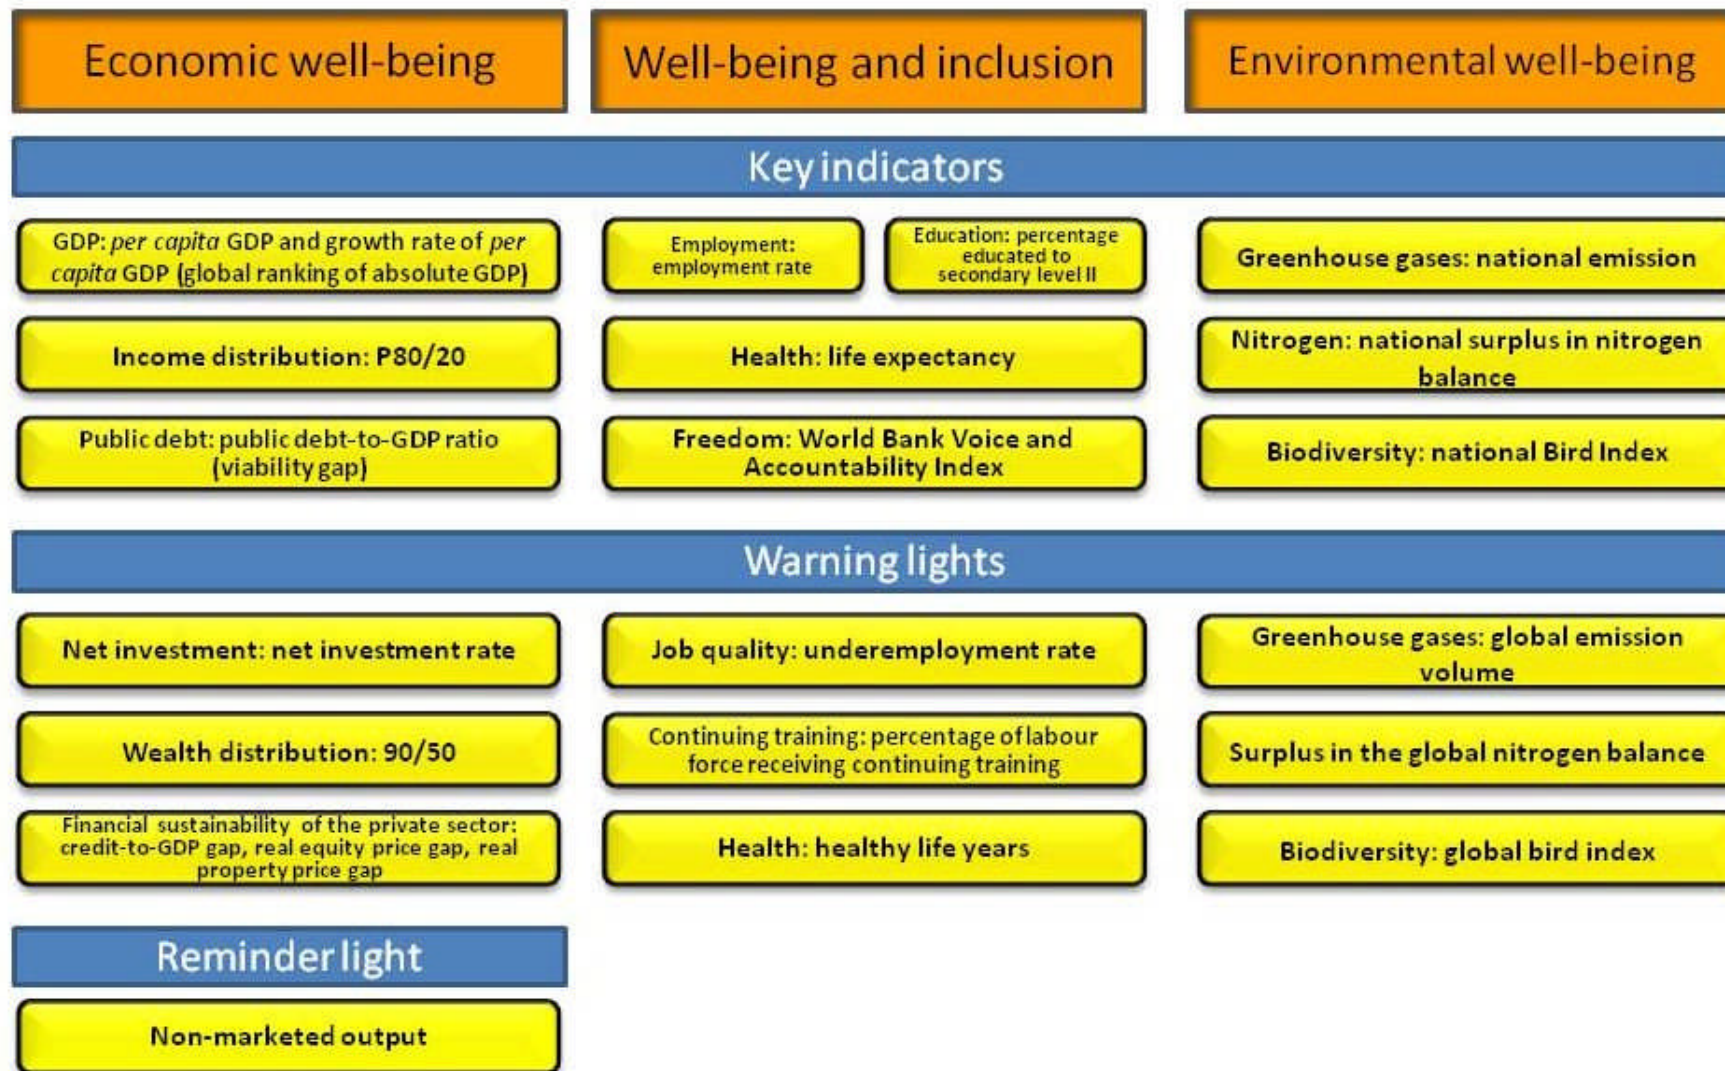 Economic well-being
Well-being and inclusion
Environmental well-being
Key indicators
GDP: per capita GDP and growth rate of per
capita GDP (global ranking of absolute GDP)
Employment:
employment rate
Education: percentage
educated to
secondary level II
Greenhouse gases: national emission
Income distribution: P80/20
Health: life expectancy
Nitrogen: national surplus in nitrogen
balance
Public debt: public debt-to-GDP ratio
(viability gap)
Freedom: World Bank Voice and
Accountability Index
Biodiversity: national Bird Index
Warning lights
Net investment: net investment rate
Job quality: underemployment rate
Greenhouse gases: global emission
volume
Wealth distribution: 90/50
Continuing training: percentage of labour
force receiving continuing training
Surplus in the global nitrogen balance
Financial sustainability of the private sector:
credit-to-GDP gap, real equity price gap, real
property price gap
Health: healthy life years
Biodiversity: global bird index
Reminder light
Non-marketed output